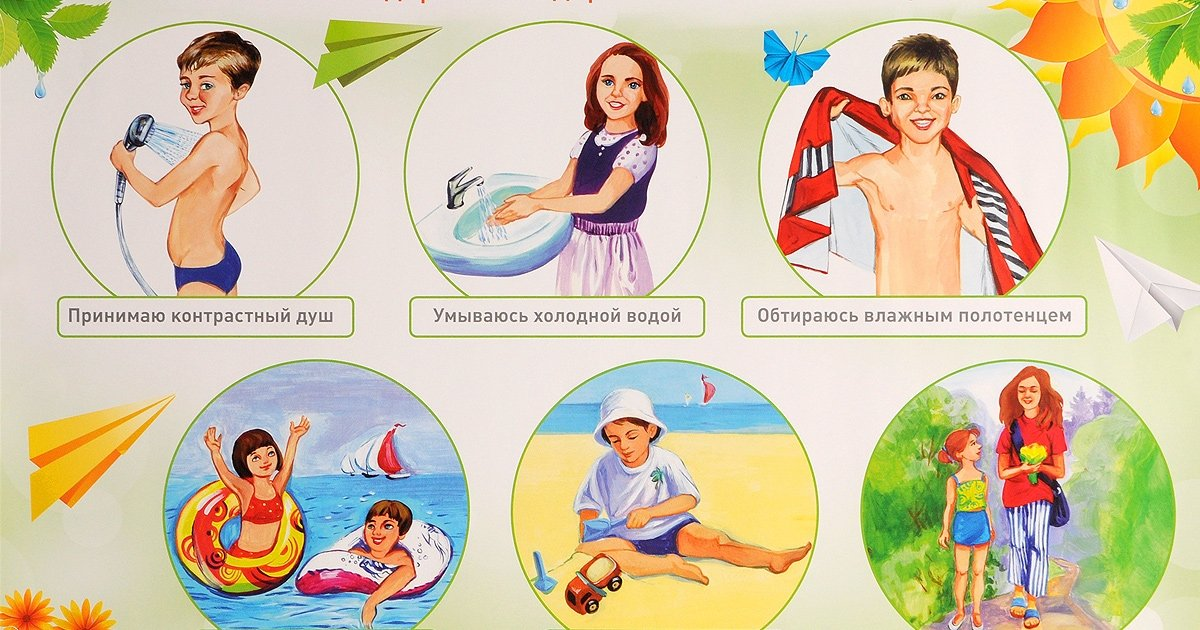 Принимаю контрастный душ
Умываюсь холодной водой
Обтираюсь влажным полотенцем